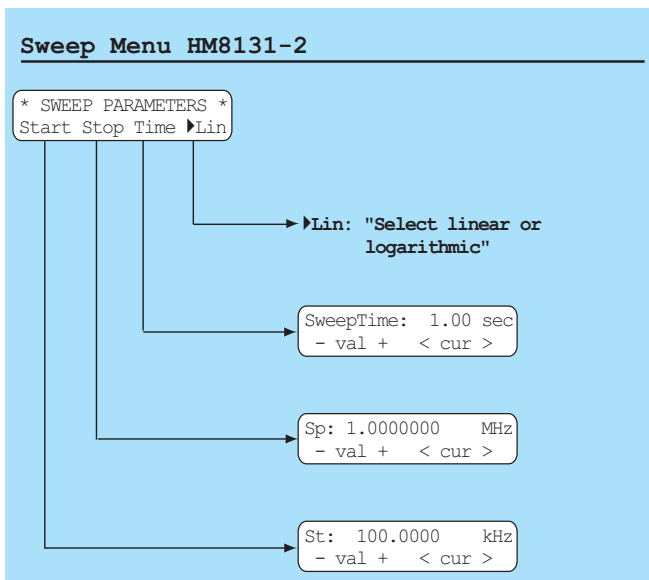 Sweep Menu HM8131-2
* SWEEP PARAMETERS *
Start Stop Time ▶Lin
▶Lin: "Select linear or
logarithmic"
SweepTime: 1.00 sec
- val + < cur >
Sp: 1.0000000 MHz
- val + < cur >
St: 100.0000 kHz
- val + < cur >